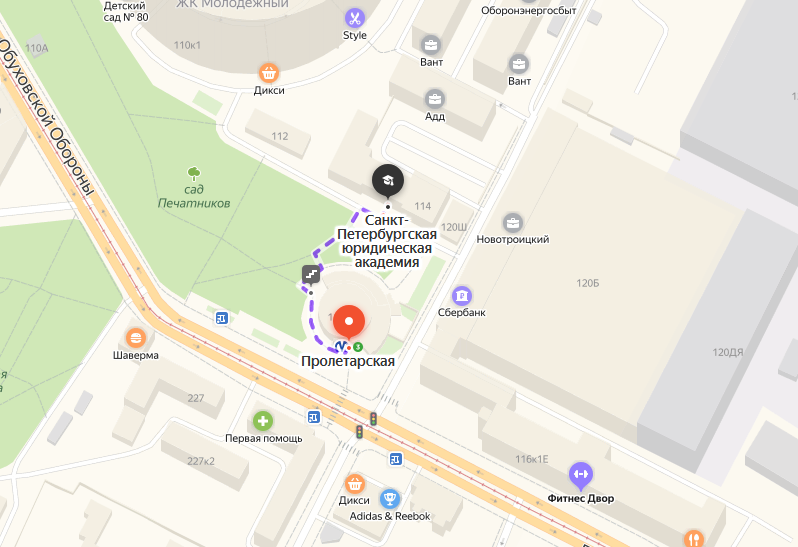 Детский
сад № 80
ЖК Молодежный
Оборонэнергосбыт
Style
110А
110к1
Вант
Вант
Дикси
Адд
Обуховской Обороны
112
сад
Печатников
114
Санкт-
Петербургская
юридическая
академия
120Ш
Новотроицкий
120Б
Сбербанк
120ДЯ
Шаверма
Пролетарская
227
Первая помощь
227к2
116к1Е
Фитнес Двор
Дикси
Adidas & Reebok